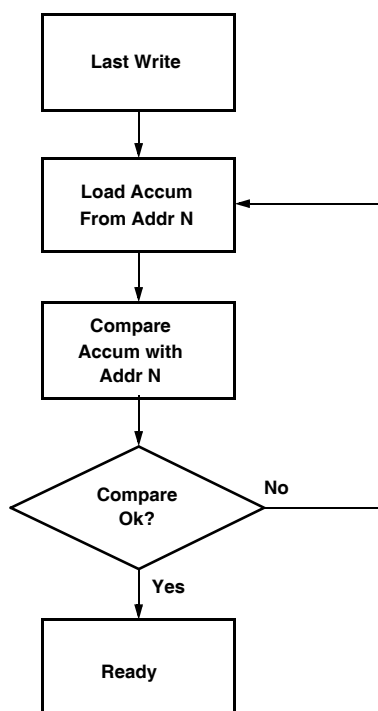 Last Write
Load Accum
From Addr N
Compare
Accum with
Addr N
Compare
Ok?
No
Yes
Ready